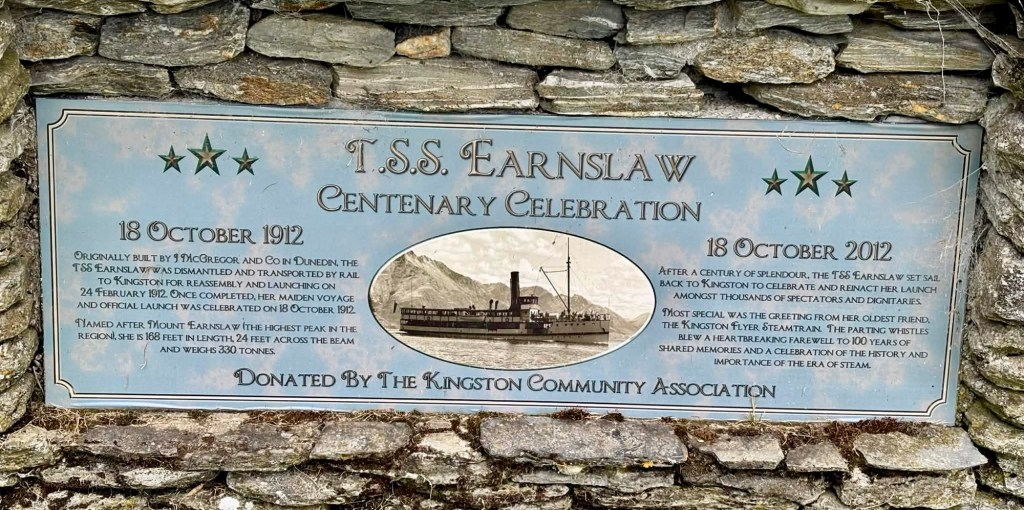 T.S.S. EARNSLAW
CENTENARY CELEBRATION
18 OCTOBER 1912
ORIGINALLY BUILT BY J MCGREGOR AND CO IN DUNEDIN, THE
TSS EARNSLAW WAS DISMANTLED AND TRANSPORTED BY RAIL
TO KINGSTON FOR REASSEMBLY AND LAUNCHING ON
24 FEBRUARY 1912. ONCE COMPLETED, HER MAIDEN VOYAGE
AND OFFICIAL LAUNCH WAS CELEBRATED ON 18 OCTOBER 1912.
NAMED AFTER MOUNT EARNSLAW (THE HIGHEST PEAK IN THE
REGION), SHE IS 168 FEET IN LENGTH, 24 FEET ACROSS THE BEAM
AND WEIGHS 330 TONNES.
18 OCTOBER 2012
AFTER A CENTURY OF SPLENDOUR, THE TSS EARNSLAW SET SAIL
BACK TO KINGSTON TO CELEBRATE AND REINACT HER LAUNCH
AMONGST THOUSANDS OF SPECTATORS AND DIGNITARIES.
MOST SPECIAL WAS THE GREETING FROM HER OLDEST FRIEND,
THE KINGSTON FLYER STEAMTRAIN. THE PARTING WHISTLES
BLEW A HEARTBREAKING FAREWELL TO 100 YEARS OF
SHARED MEMORIES AND A CELEBRATION OF THE HISTORY AND
IMPORTANCE OF THE ERA OF STEAM.
DONATED BY THE KINGSTON COMMUNITY ASSOCIATION